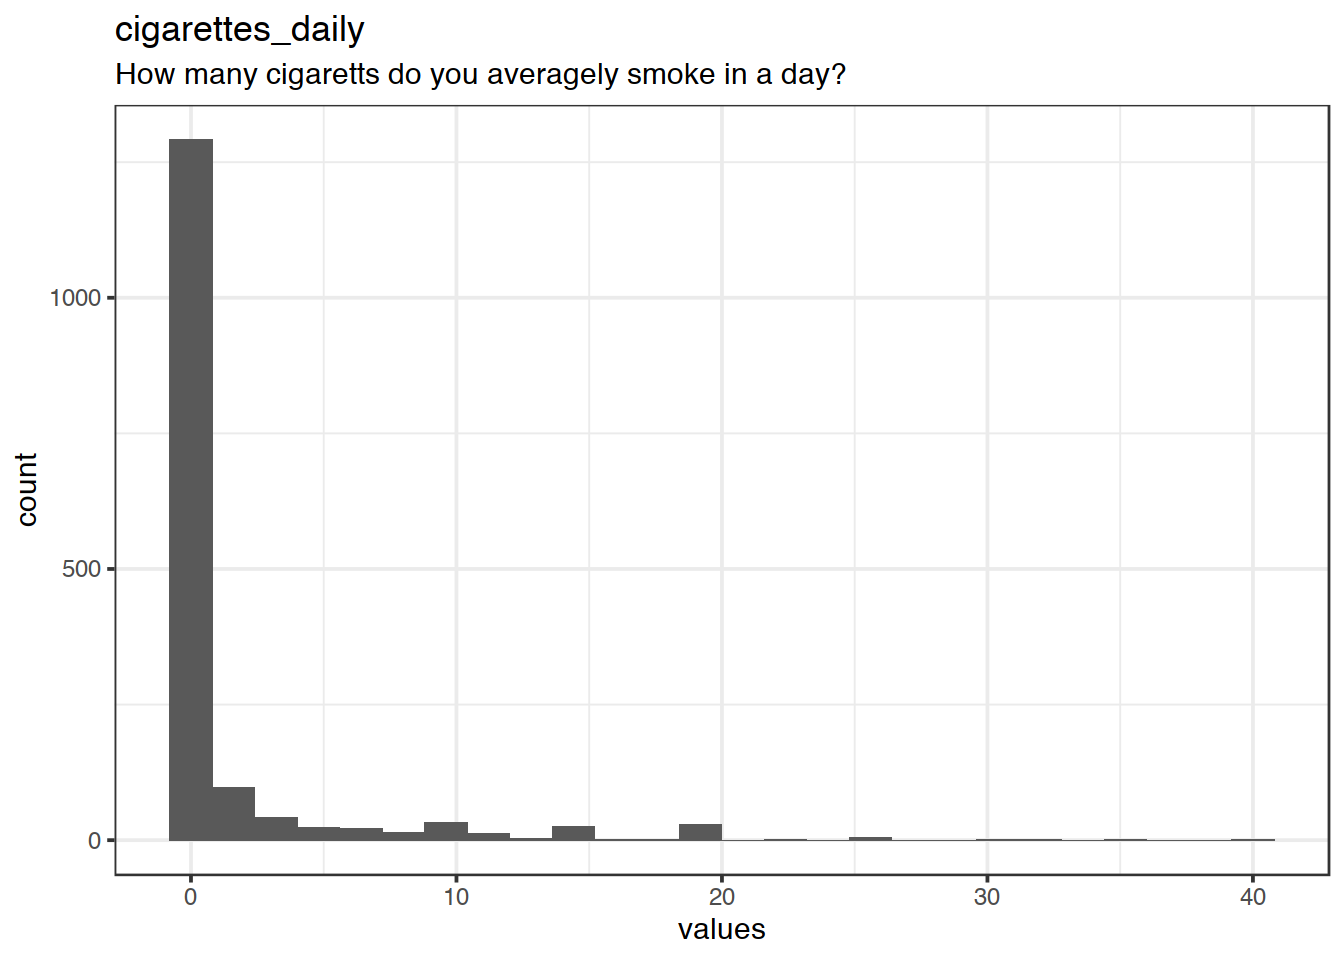 cigarettes_daily
How many cigaretts do you averagely smoke in a day?
1000
500
0
count
0 10 20 30 40
values